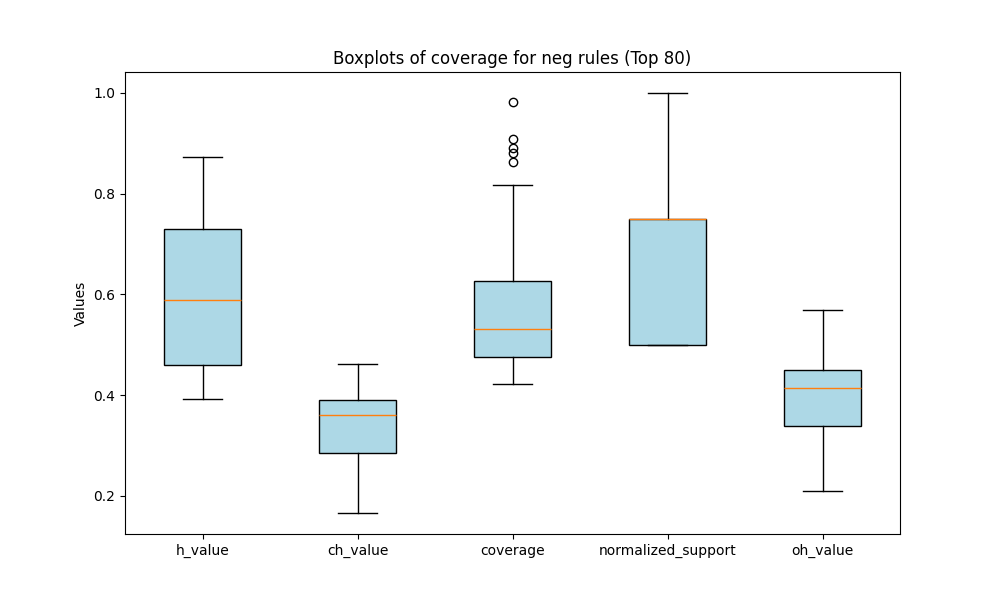 Boxplots of coverage for neg rules (Top 80)
Values
1.0
0.8
0.6
0.4
0.2
h_value
ch_value
coverage
normalized_support
oh_value